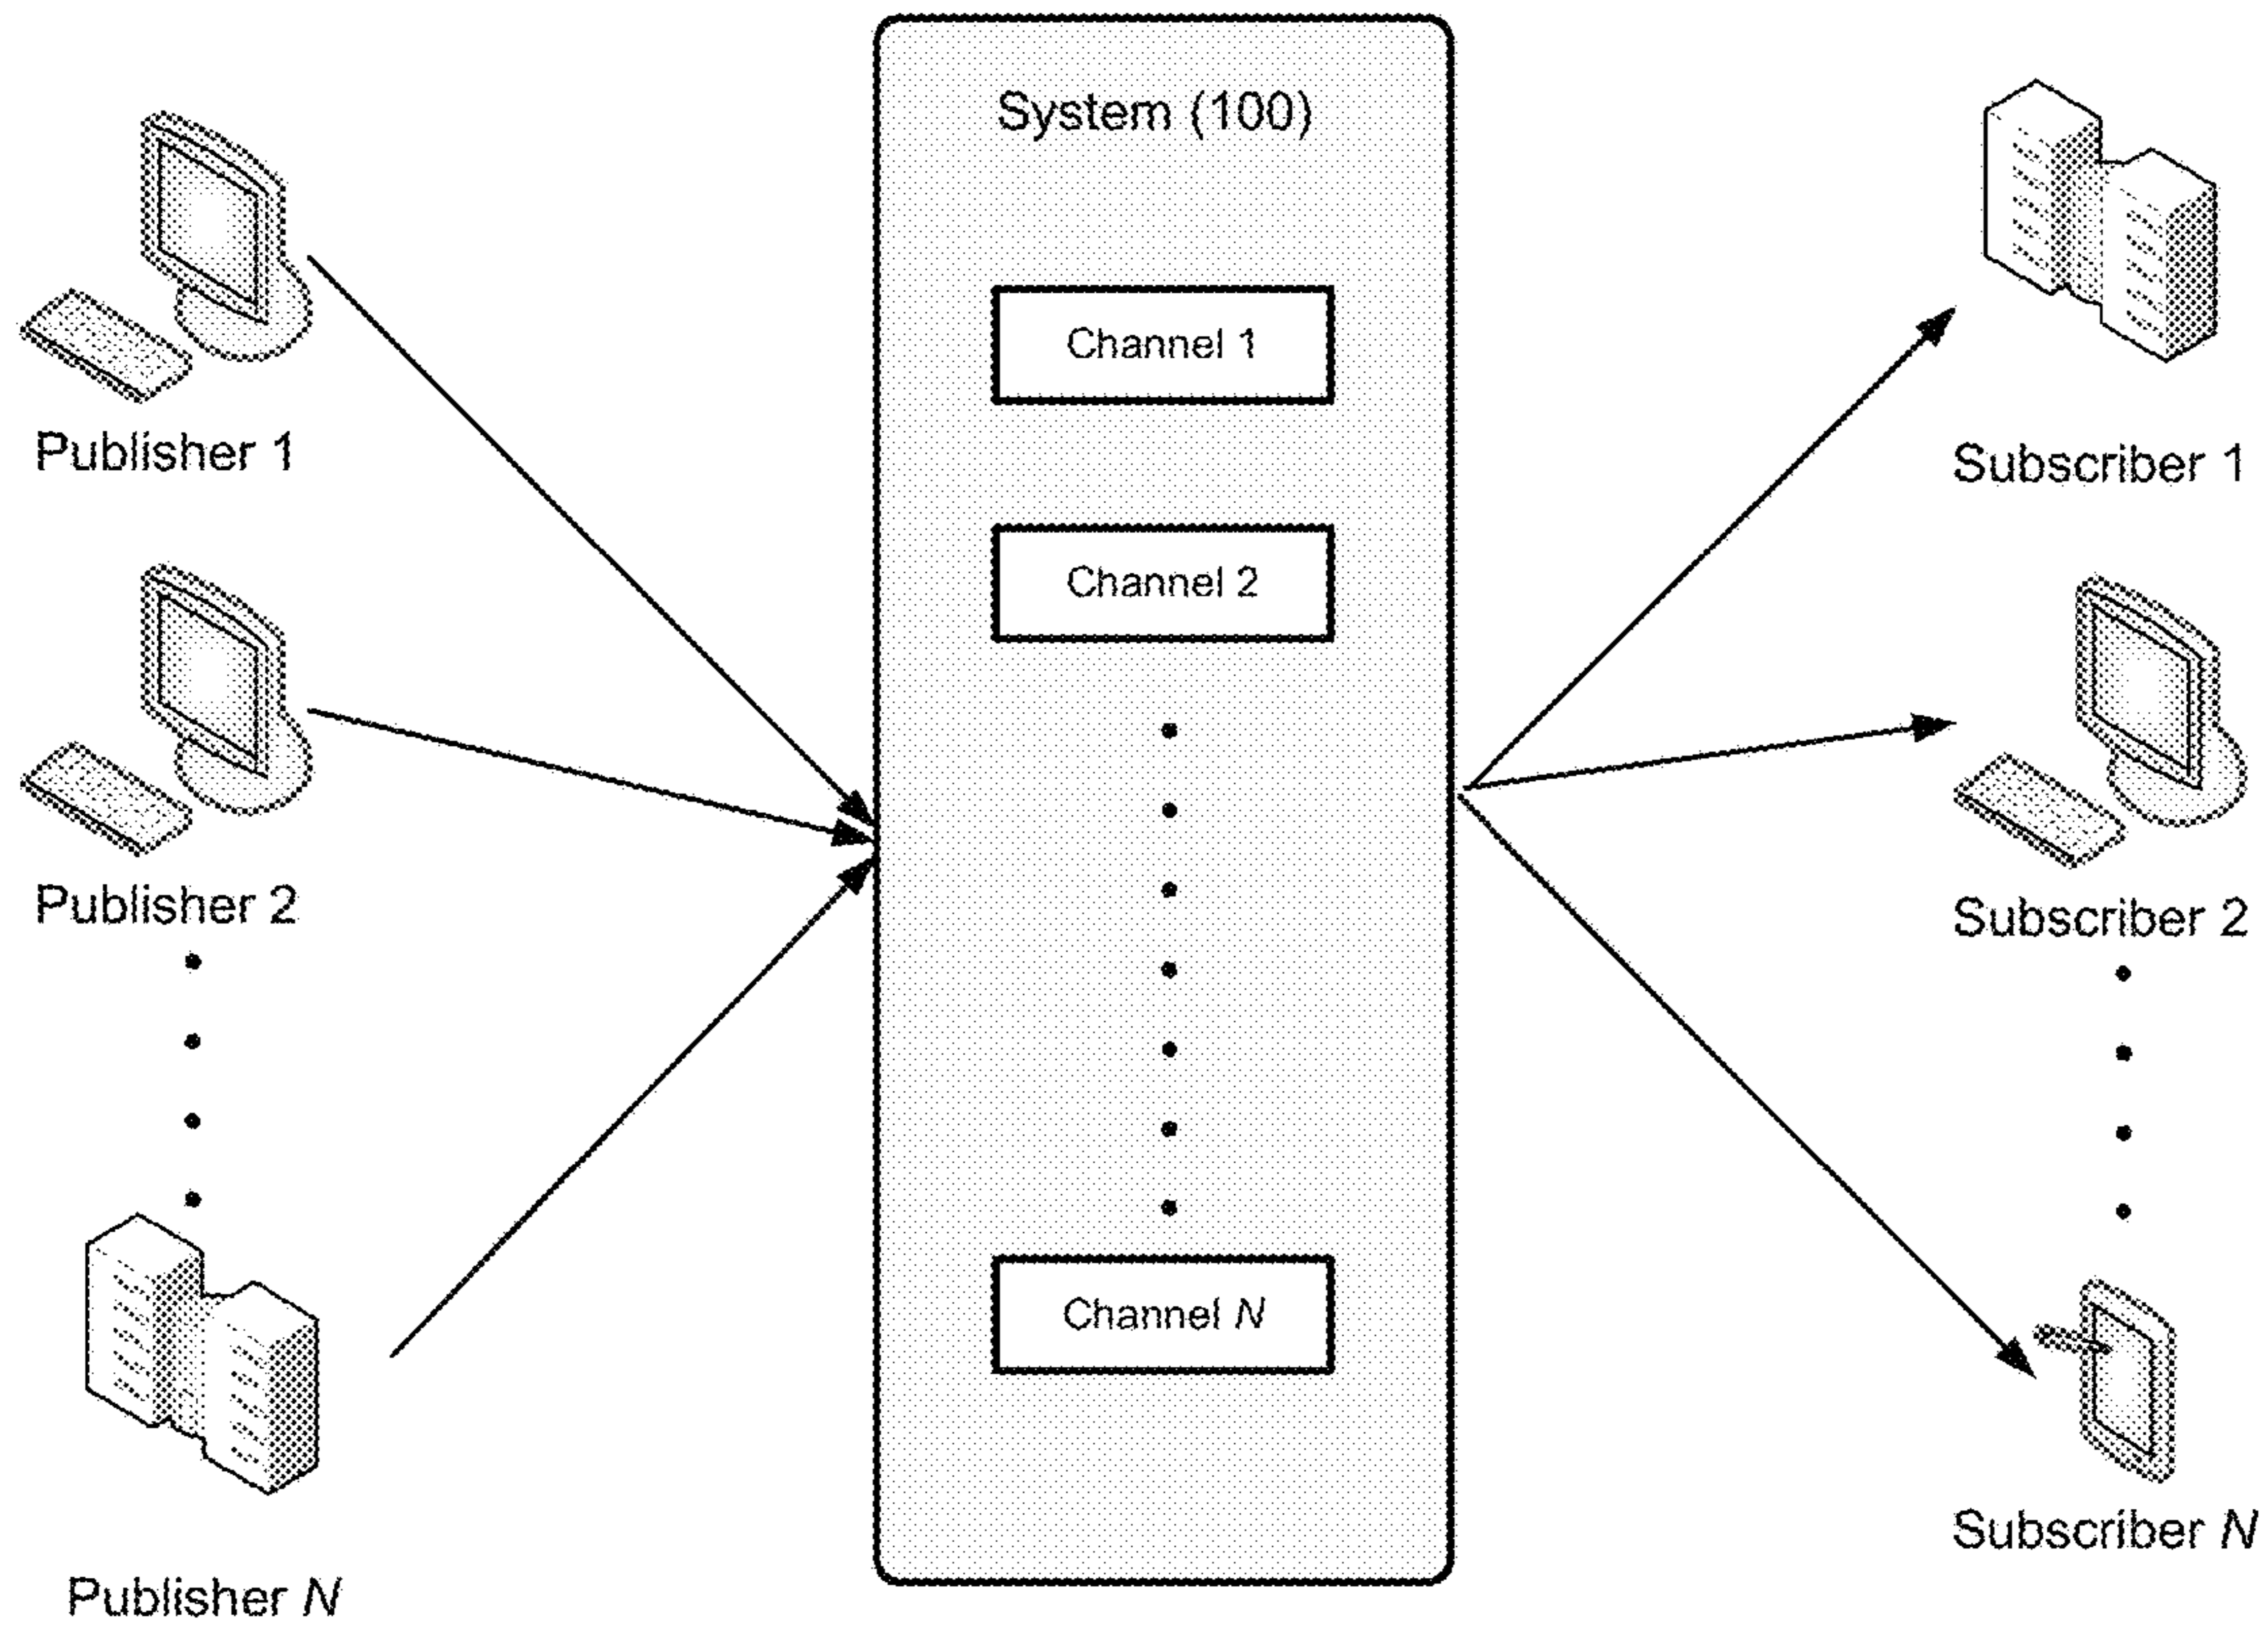 System (100)
Publisher 1
Publisher 2
Publisher N
Channel 1
Channel 2
Channel N
Subscriber 1
Subscriber 2
Subscriber N